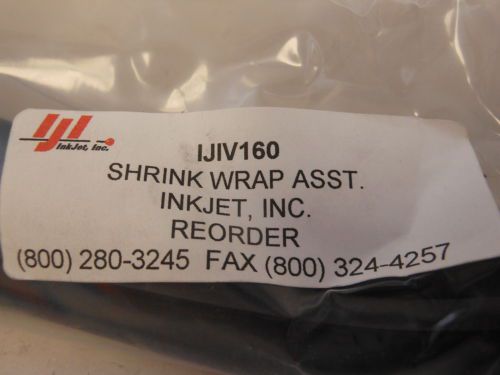 IJI
InkJet, Inc.
IJIV160
SHRINK WRAP ASST.
INKJET, INC.
REORDER
(800) 280-3245 FAX (800) 324-4257